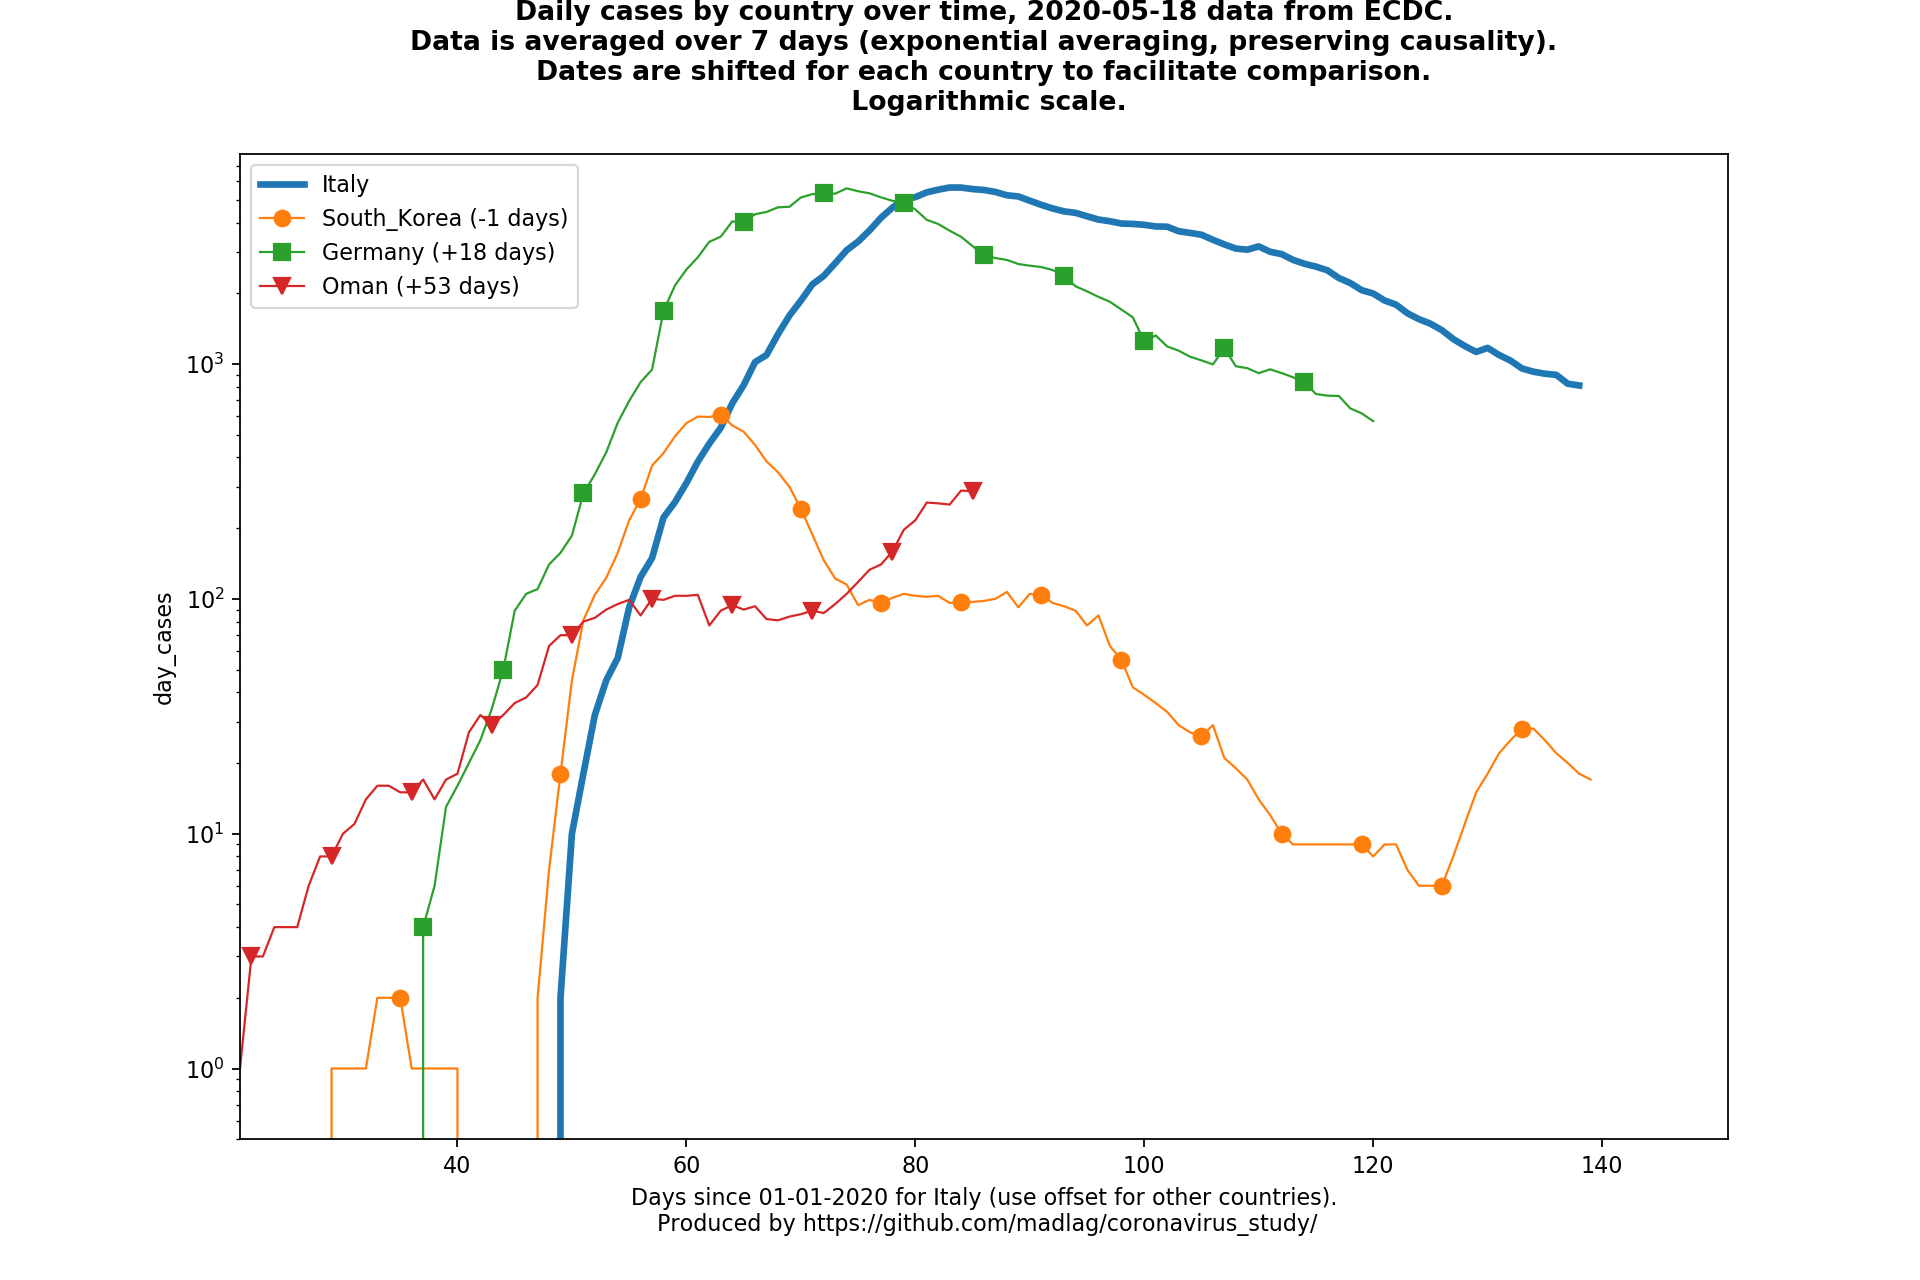 Daily cases by country over time, 2020-05-18 data from ECDC.
Data is averaged over 7 days (exponential averaging, preserving causality).
Dates are shifted for each country to facilitate comparison.
Logarithmic scale.
Italy
South_Korea (-1 days)
Germany (+18 days)
Oman (+53 days)
10³
10²
10¹
10⁰
day_cases
40 60 80 100 120 140
Days since 01-01-2020 for Italy (use offset for other countries).
Produced by https://github.com/madlag/coronavirus_study/